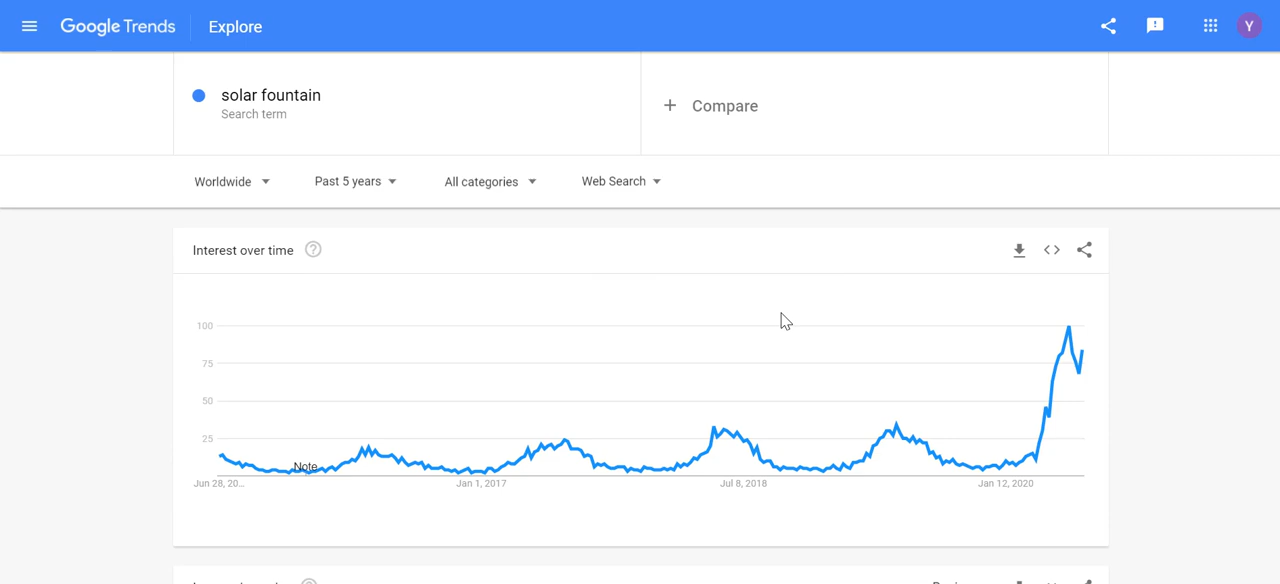 Google Trends Explore Y
solar fountain
Search term
+ Compare
Worldwide Past 5 years All categories Web Search
Interest over time
100
75
50
25
Note
Jun 28, 20... Jan 1, 2017 Jul 8, 2018 Jan 12, 2020